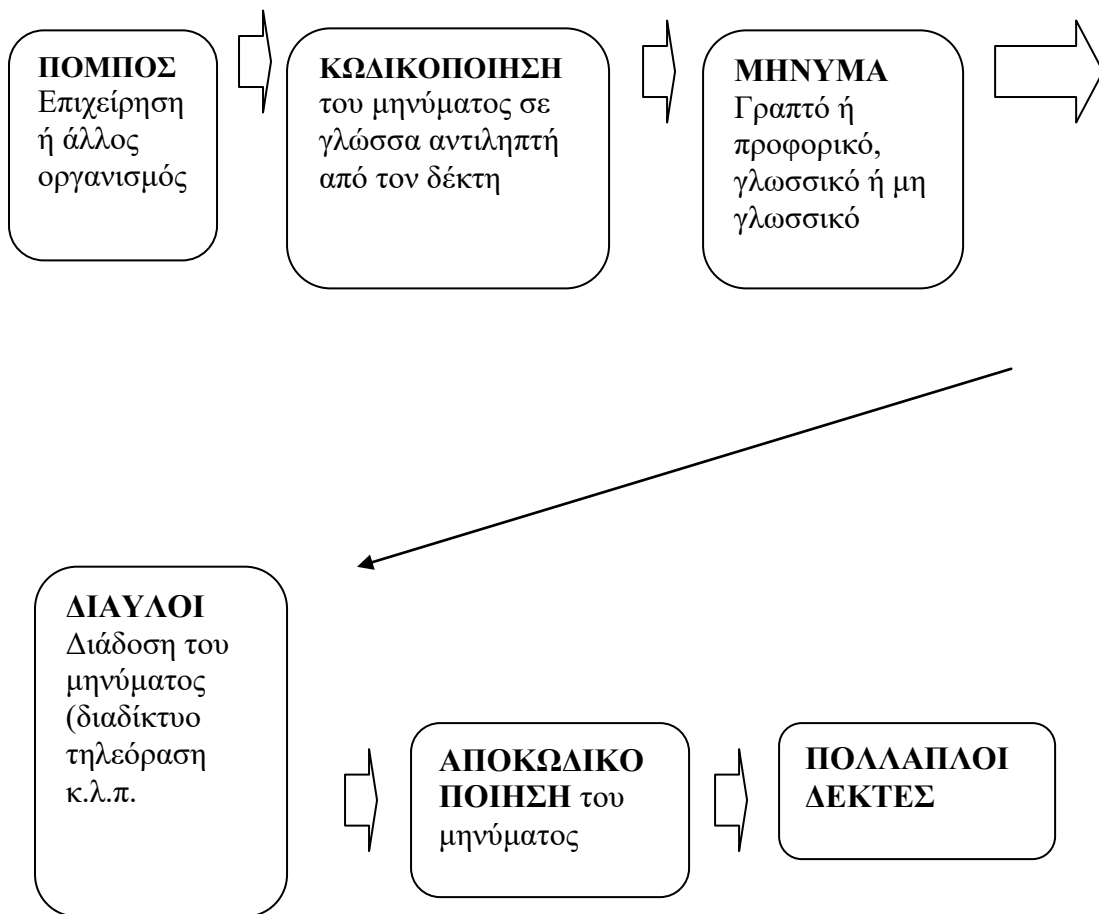 ΠΟΜΠΟΣ
Επιχείρηση
ή άλλος
οργανισμός
ΚΩΔΙΚΟΠΟΙΗΣΗ
του μηνύματος σε
γλώσσα αντιληπτή
από τον δέκτη
ΜΗΝΥΜΑ
Γραπτό ή
προφορικό,
γλωσσικό ή μη
γλωσσικό
ΔΙΑΥΛΟΙ
Διάδοση του
μηνύματος
(διαδίκτυο
τηλεόραση
κ.λ.π.
ΑΠΟΚΩΔΙΚΟ
ΠΟΙΗΣΗ του
μηνύματος
ΠΟΛΛΑΠΛΟΙ
ΔΕΚΤΕΣ